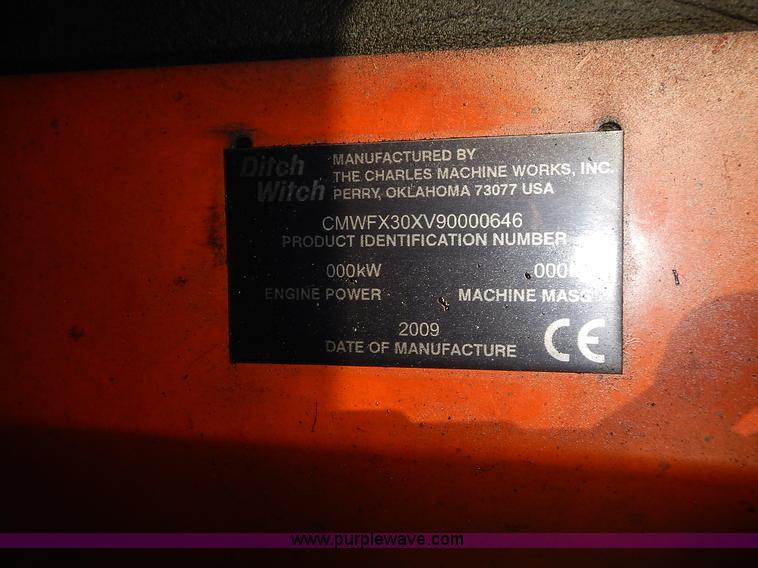 Ditch Witch
MANUFACTURED BY
THE CHARLES MACHINE WORKS, INC.
PERRY, OKLAHOMA 73077 USA
CMWFX30XV90000646
PRODUCT IDENTIFICATION NUMBER
000kW
ENGINE POWER
MACHINE MASS
2009
DATE OF MANUFACTURE
CE
www.purplewave.com